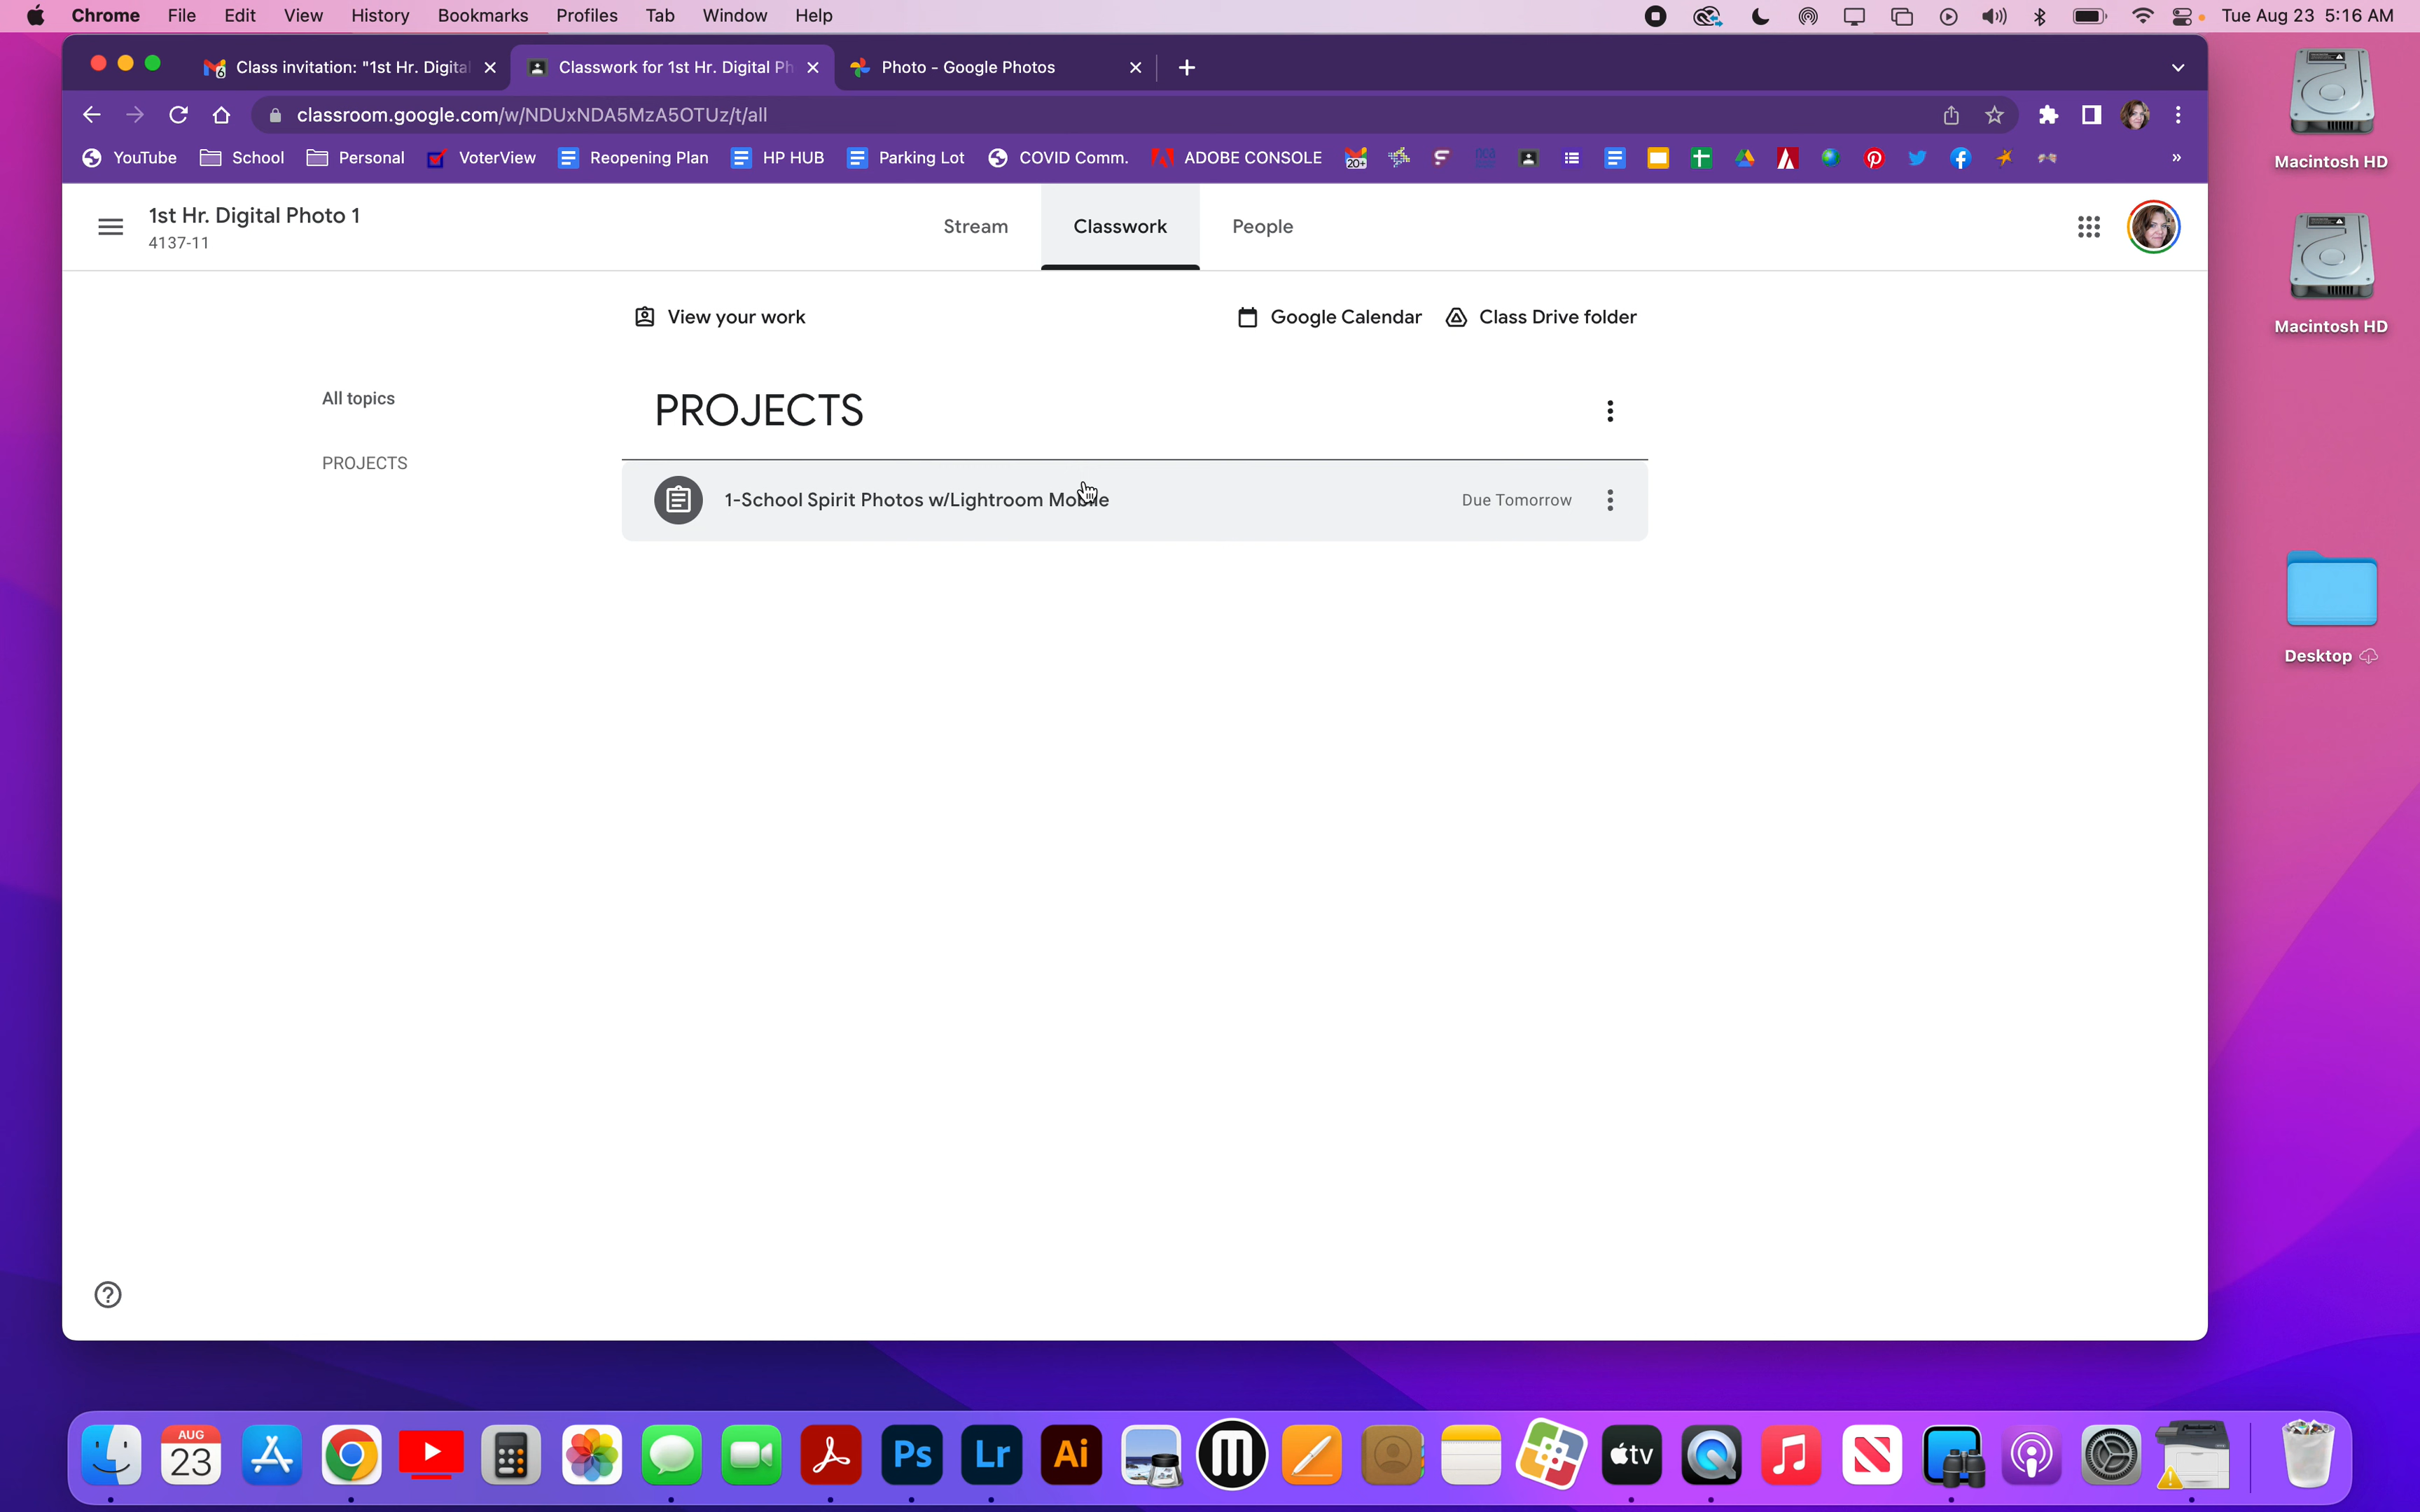 Chrome File Edit View History Bookmarks Profiles Tab Window Help Tue Aug 23 5:16 AM
Class invitation: "1st Hr. Digital Classwork for 1st Hr. Digital Ph Photo - Google Photos
classroom.google.com/w/NDUxNDA5MzA5OTUz/t/all
YouTube School Personal VoterView Reopening Plan HP HUB Parking Lot COVID Comm. ADOBE CONSOLE 20+ »
1st Hr. Digital Photo 1
4137-11
Stream Classwork People
View your work Google Calendar Class Drive folder
All topics
PROJECTS
PROJECTS
1-School Spirit Photos w/Lightroom Mobile Due Tomorrow
Macintosh HD
Macintosh HD
Desktop
AUG
23
Ps Lr Ai tv